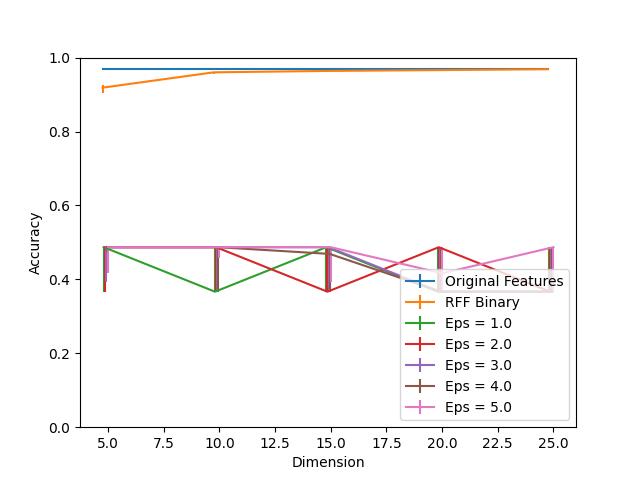 1.0
0.8
0.6
0.4
0.2
0.0
Accuracy
Original Features
RFF Binary
Eps = 1.0
Eps = 2.0
Eps = 3.0
Eps = 4.0
Eps = 5.0
5.0 7.5 10.0 12.5 15.0 17.5 20.0 22.5 25.0
Dimension